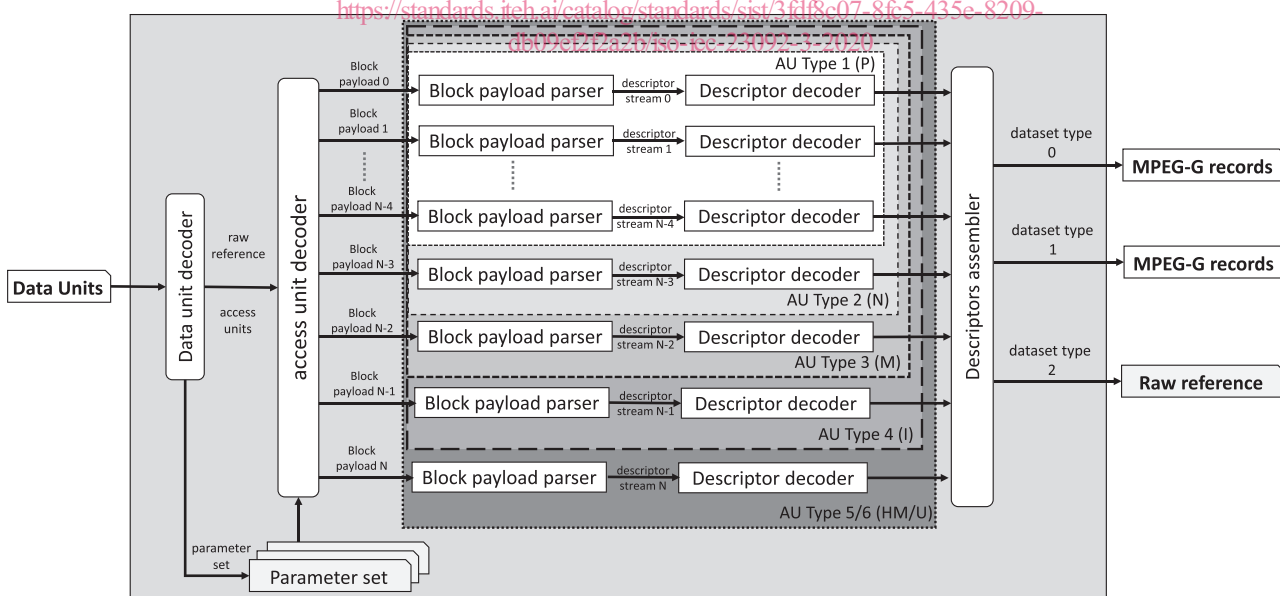 https://standards.iteh.ai/catalog/standards/sist/3fdf8c07-8fc5-435e-8209-
db09ef2f2a2b/iso-iec-23092-3-2020
AU Type 1 (P)
Block
payload 0
Block payload parser
descriptor
stream 0
Descriptor decoder
Block
payload 1
Block payload parser
descriptor
stream 1
Descriptor decoder
dataset type
0
MPEG-G records
Block
payload N-4
Block payload parser
descriptor
stream N-4
Descriptor decoder
Data Units
Data unit decoder
raw
reference
access
units
access unit decoder
Block
payload N-3
Block payload parser
descriptor
stream N-3
Descriptor decoder
AU Type 2 (N)
Descriptors assembler
dataset type
1
MPEG-G records
Block
payload N-2
Block payload parser
descriptor
stream N-2
Descriptor decoder
AU Type 3 (M)
dataset type
2
Raw reference
Block
payload N-1
Block payload parser
descriptor
stream N-1
Descriptor decoder
AU Type 4 (I)
Block
payload N
Block payload parser
descriptor
stream N
Descriptor decoder
AU Type 5/6 (HM/U)
parameter
set
Parameter set